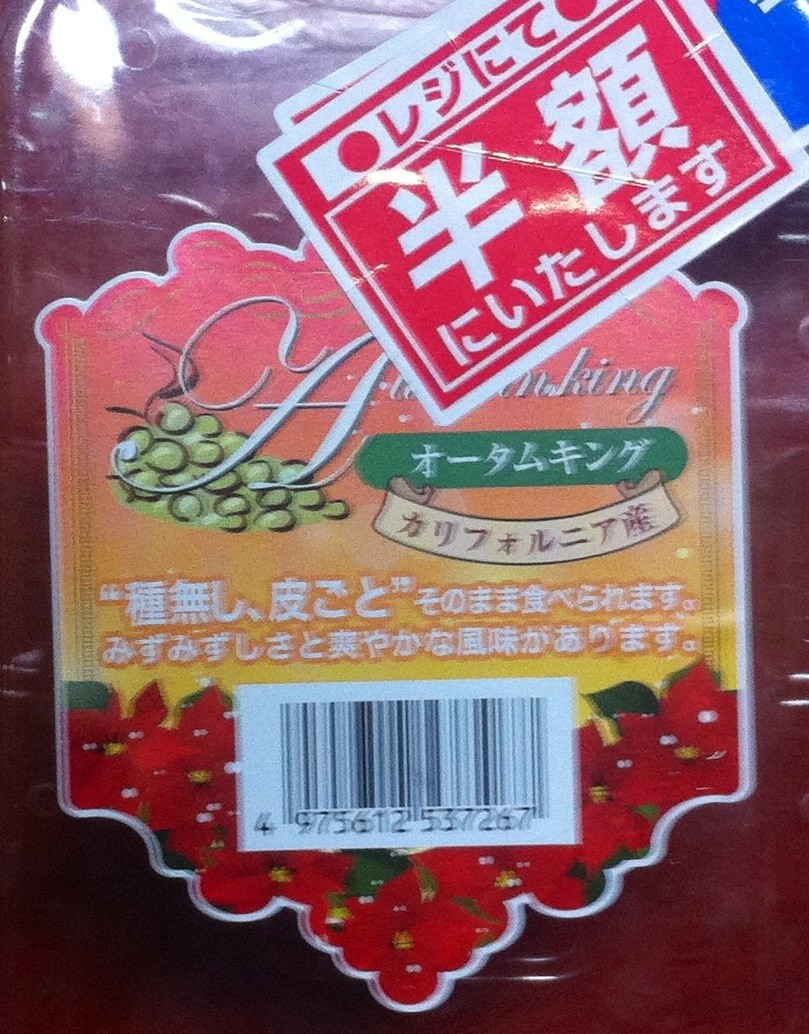 ●レジにて●
半額
にいたします
オータムキング
カリフォルニア産
“種無し、皮ごと”そのまま食べられます。
みずみずしさと爽やかな風味があります。
4 975612 537267